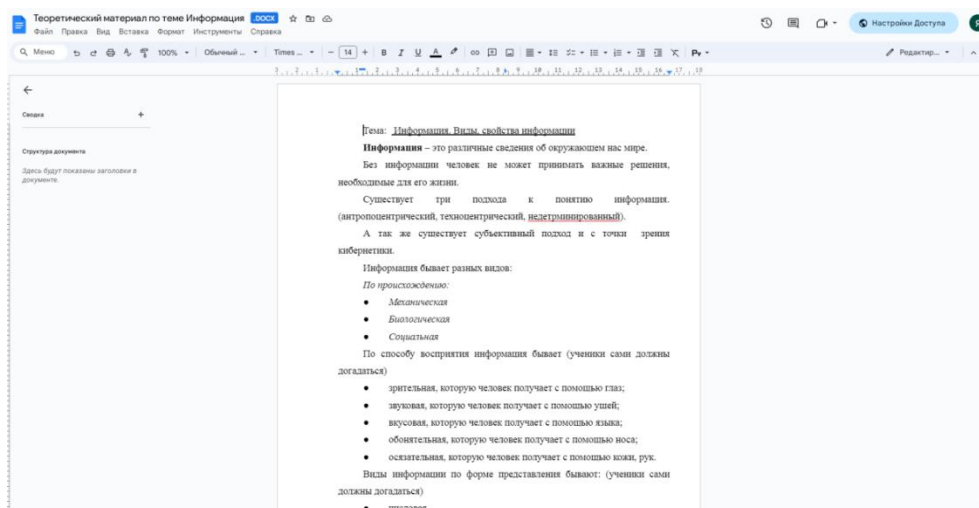 Теоретический материал по теме Информация .DOCX
Файл Правка Вид Вставка Формат Инструменты Справка
Настройки Доступа
Меню 100% Обычный ... Times ... 14 B I U A Редактир...
Сводка
Структура документа
Здесь будут показаны заголовки в
документе.
Тема: Информация. Виды, свойства информации
Информация – это различные сведения об окружающем нас мире.
Без информации человек не может принимать важные решения,
необходимые для его жизни.
Существует три подхода к понятию информация.
(антропоцентрический, техноцентрический, недетрминированный).
А так же существует субъективный подход и с точки зрения
кибернетики.
Информация бывает разных видов:
По происхождению:
● Механическая
● Биологическая
● Социальная
По способу восприятия информация бывает (ученики сами должны
догадаться)
● зрительная, которую человек получает с помощью глаз;
● звуковая, которую человек получает с помощью ушей;
● вкусовая, которую человек получает с помощью языка;
● обонятельная, которую человек получает с помощью носа;
● осязательная, которую человек получает с помощью кожи, рук.
Виды информации по форме представления бывают: (ученики сами
должны догадаться)